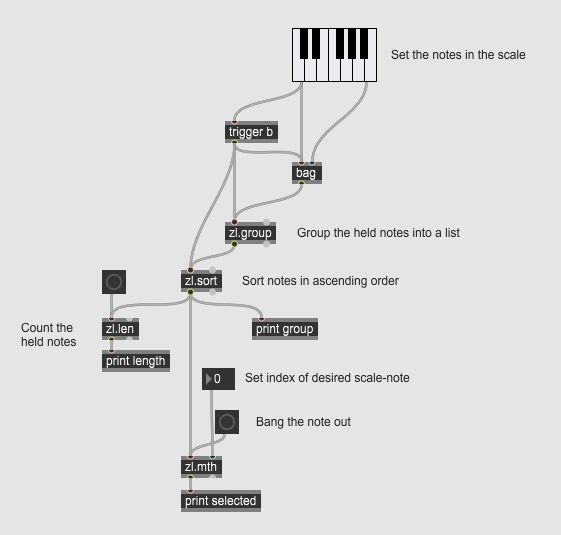 Set the notes in the scale
trigger b
bag
zl.group
Group the held notes into a list
zl.sort
Sort notes in ascending order
Count the
held notes
zl.len
print group
print length
0
Set index of desired scale-note
Bang the note out
zl.mth
print selected